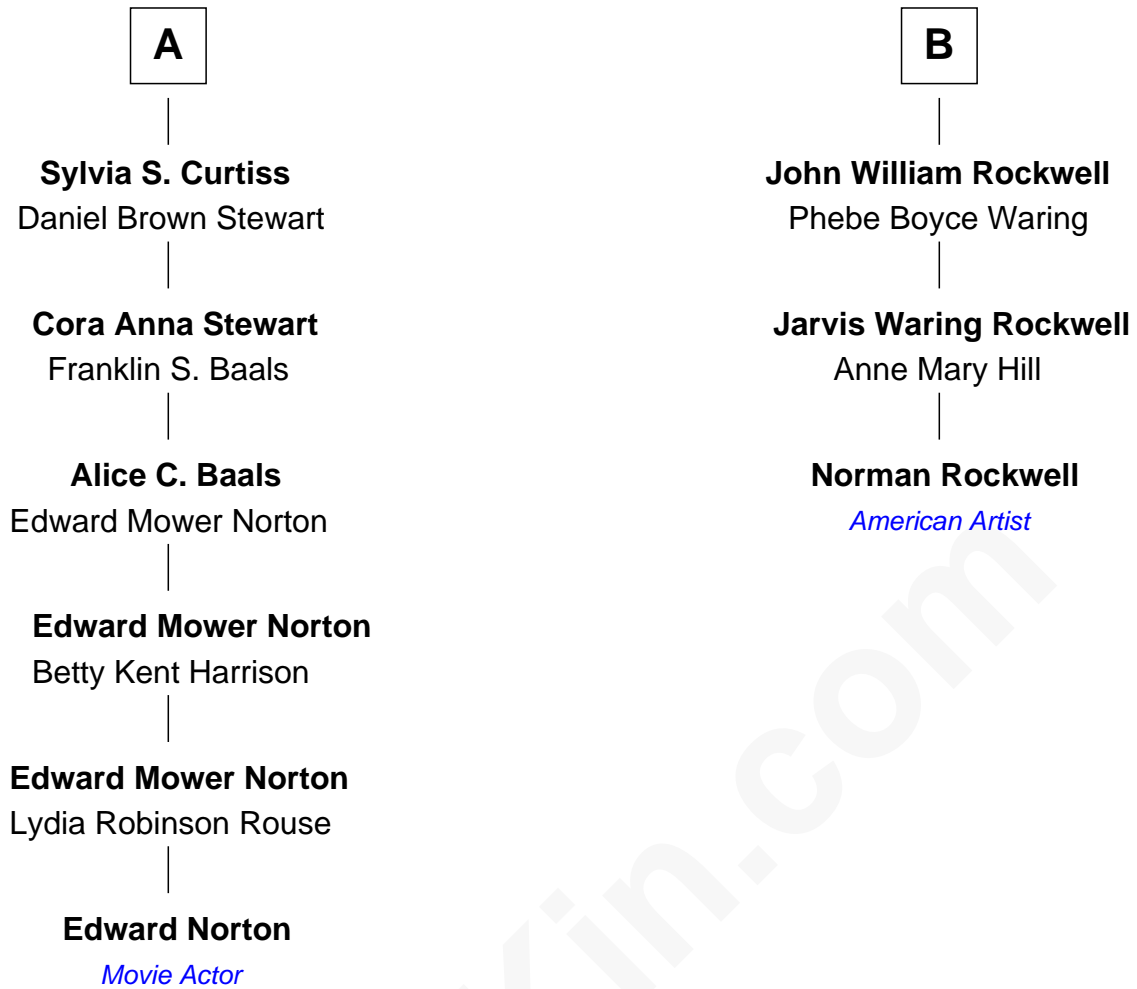 A
Sylvia S. Curtiss
Daniel Brown Stewart
Cora Anna Stewart
Franklin S. Baals
Alice C. Baals
Edward Mower Norton
Edward Mower Norton
Betty Kent Harrison
Edward Mower Norton
Lydia Robinson Rouse
Edward Norton
Movie Actor
B
John William Rockwell
Phebe Boyce Waring
Jarvis Waring Rockwell
Anne Mary Hill
Norman Rockwell
American Artist
Kin.com